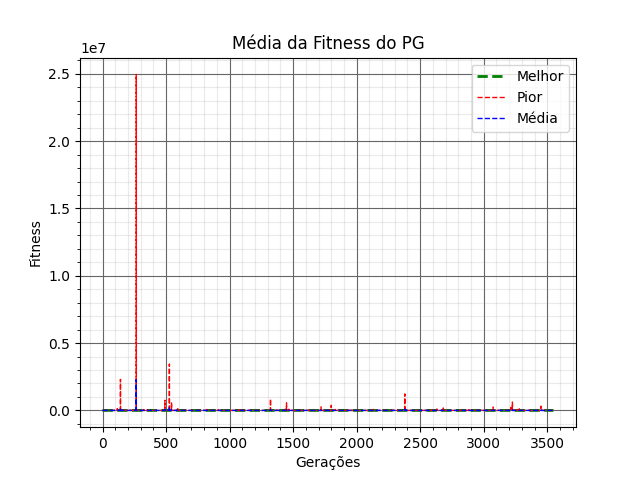 Média da Fitness do PG
1e7
2.5
2.0
1.5
1.0
0.5
0.0
Fitness
Melhor
Pior
Média
0 500 1000 1500 2000 2500 3000 3500
Gerações